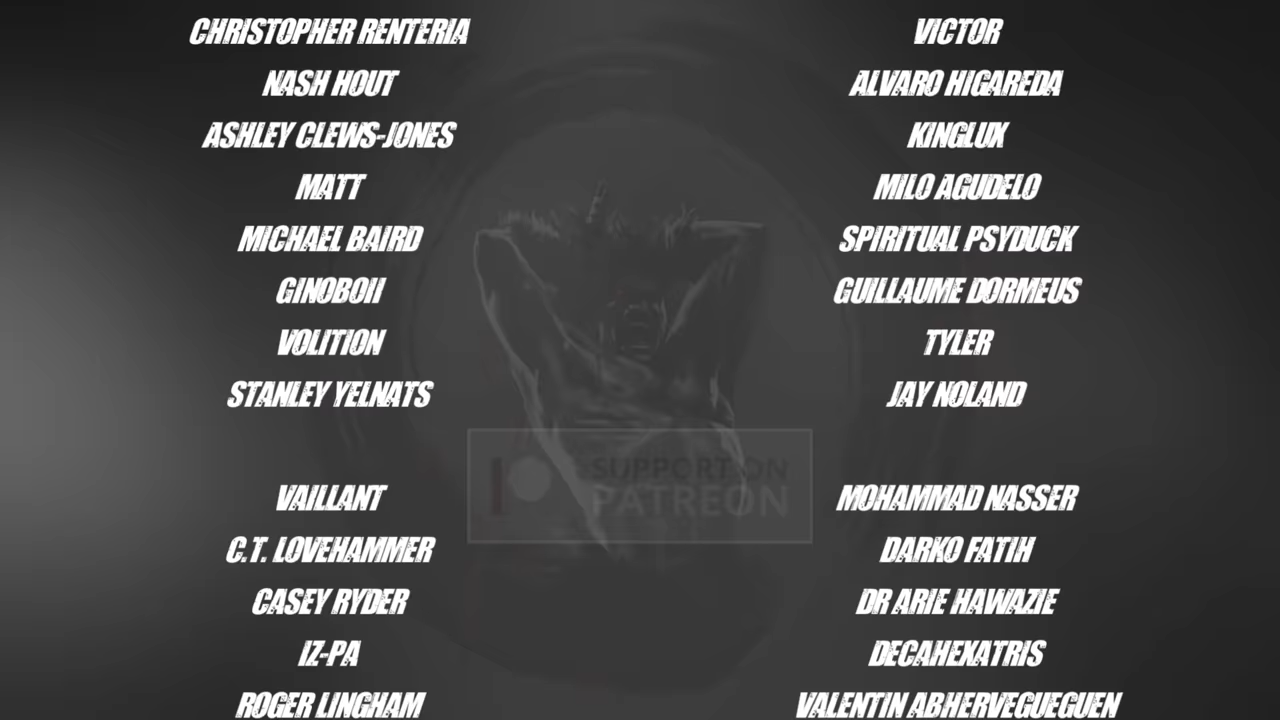 CHRISTOPHER RENTERIA
NASH HOUT
ASHLEY CLEWS-JONES
MATT
MICHAEL BAIRD
GINOBOII
VOLITION
STANLEY YELNATS
VAILLANT
C.T. LOVEHAMMER
CASEY RYDER
IZ-PA
ROGER LINGHAM
VICTOR
ALVARO HIGAREDA
KINGLUX
MILO AGUDELO
SPIRITUAL PSYDUCK
GUILLAUME DORMEUS
TYLER
JAY NOLAND
MOHAMMAD NASSER
DARKO FATIH
DR ARIE HAWAZIE
DECAHEXATRIS
VALENTIN ABHERVEGUEGUEN
SUPPORT ON
PATREON